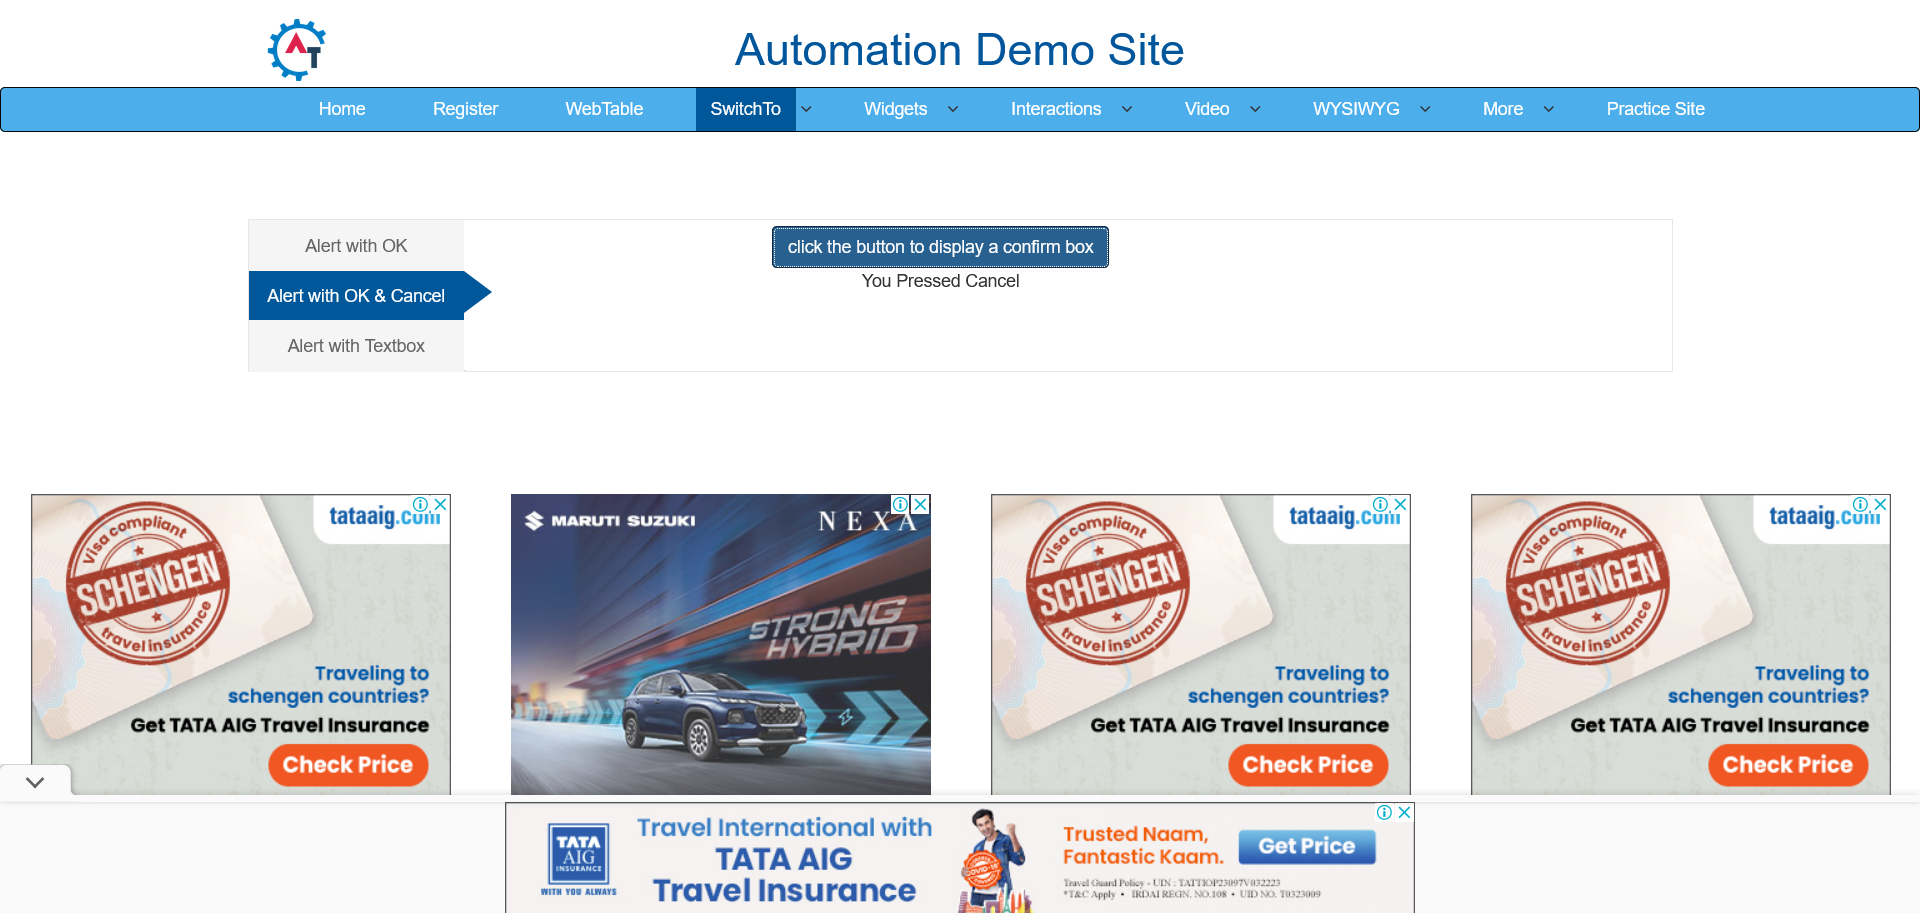 AT
Automation Demo Site
Home
Register
WebTable
SwitchTo
Widgets
Interactions
Video
WYSIWYG
More
Practice Site
Alert with OK
Alert with OK & Cancel
Alert with Textbox
click the button to display a confirm box
You Pressed Cancel
tataaig.com
Visa compliant
SCHENGEN
travel insurance
Traveling to
schengen countries?
Get TATA AIG Travel Insurance
Check Price
MARUTI SUZUKI
NEXA
STRONG
HYBRID
tataaig.com
Visa compliant
SCHENGEN
travel insurance
Traveling to
schengen countries?
Get TATA AIG Travel Insurance
Check Price
tataaig.com
Visa compliant
SCHENGEN
travel insurance
Traveling to
schengen countries?
Get TATA AIG Travel Insurance
Check Price
TATA
AIG
INSURANCE
WITH YOU ALWAYS
Travel International with
TATA AIG
Travel Insurance
COVID-19
Trusted Naam,
Fantastic Kaam.
Get Price
Travel Guard Policy - UIN : TATTIOP23097V032223
*T&C Apply • IRDAI REGN. NO.108 • UID NO. T0323009